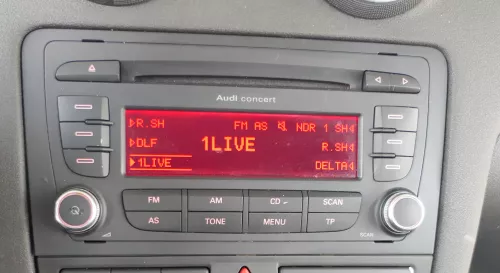 Audi concert
R.SH FM AS NDR 1 SH
DLF 1LIVE R.SH
1LIVE DELTA
FM AM CD SCAN
AS TONE MENU TP
SCAN